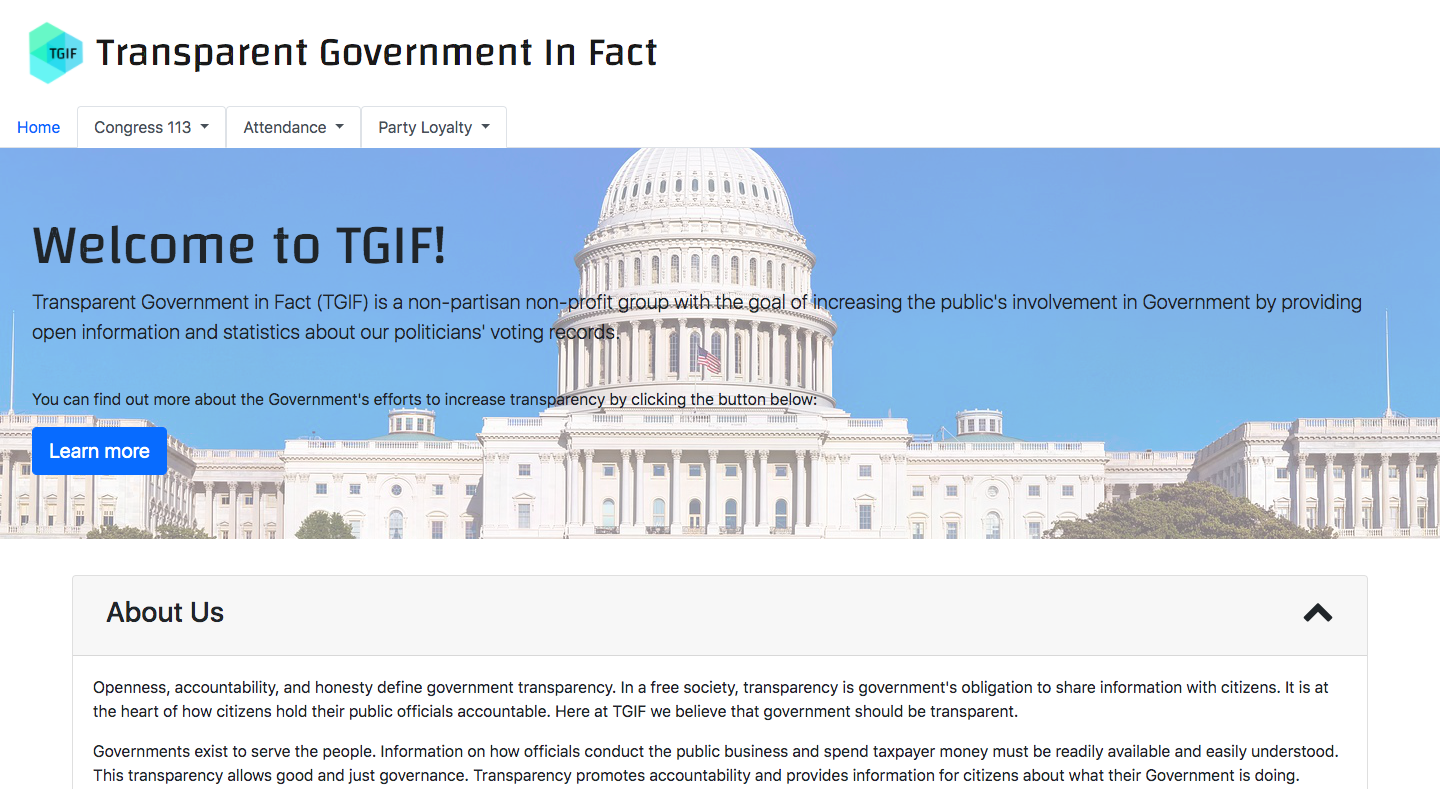 TGIF
Transparent Government In Fact
Home
Congress 113
Attendance
Party Loyalty
Welcome to TGIF!
Transparent Government in Fact (TGIF) is a non-partisan non-profit group with the goal of increasing the public's involvement in Government by providing
open information and statistics about our politicians' voting records.
You can find out more about the Government's efforts to increase transparency by clicking the button below:
Learn more
About Us
Openness, accountability, and honesty define government transparency. In a free society, transparency is government's obligation to share information with citizens. It is at
the heart of how citizens hold their public officials accountable. Here at TGIF we believe that government should be transparent.
Governments exist to serve the people. Information on how officials conduct the public business and spend taxpayer money must be readily available and easily understood.
This transparency allows good and just governance. Transparency promotes accountability and provides information for citizens about what their Government is doing.